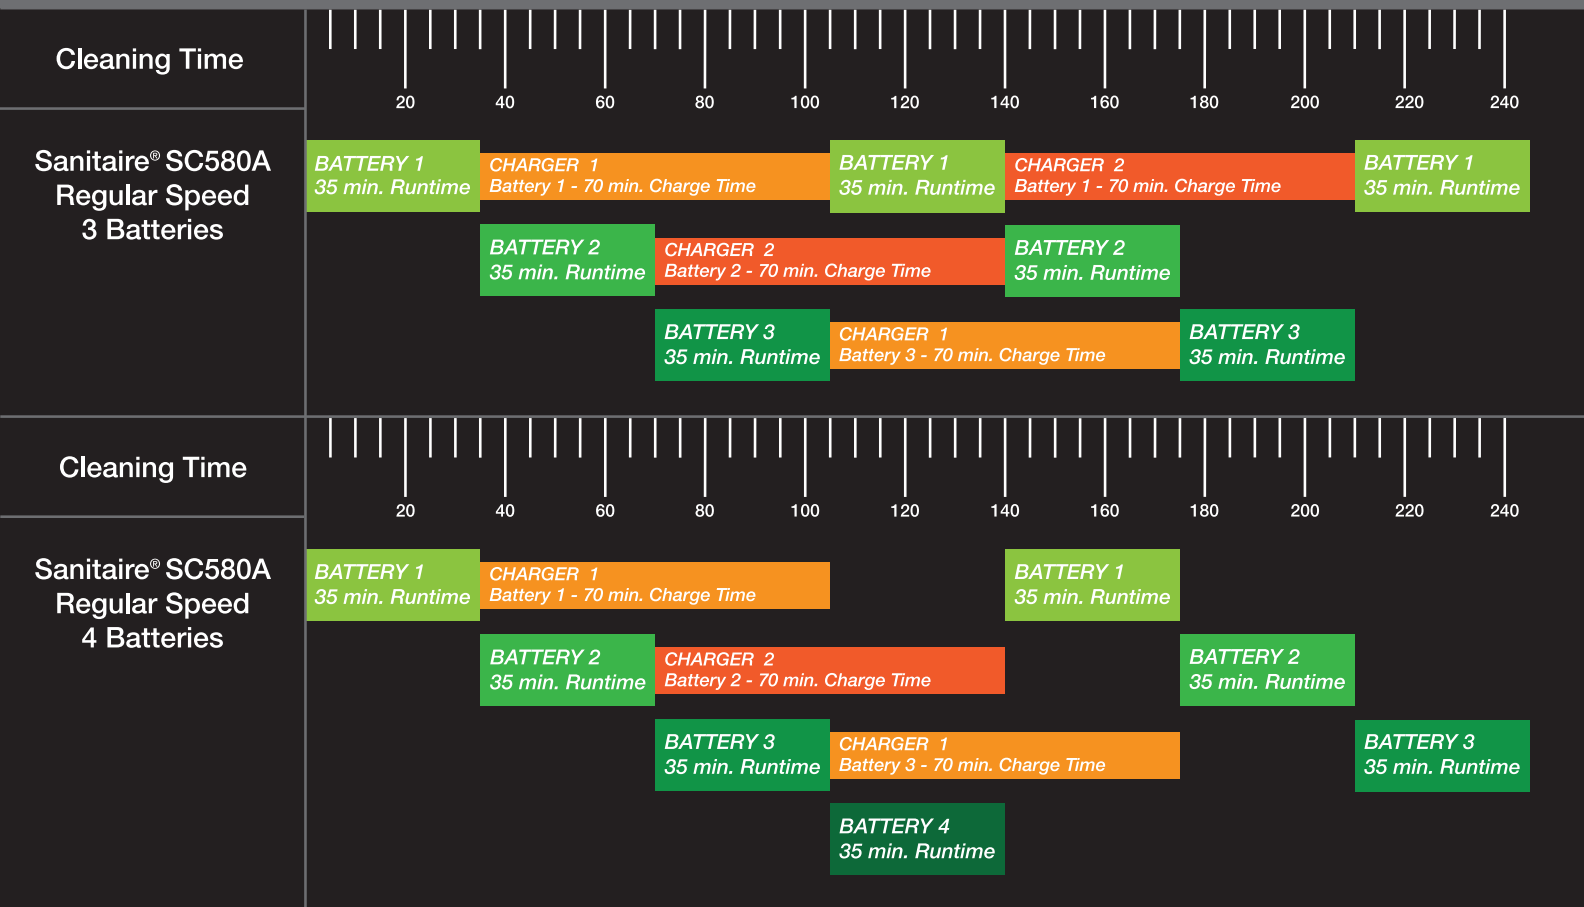 Cleaning Time
20 40 60 80 100 120 140 160 180 200 220 240
Sanitaire® SC580A
Regular Speed
3 Batteries
BATTERY 1
35 min. Runtime
CHARGER 1
Battery 1 - 70 min. Charge Time
BATTERY 1
35 min. Runtime
CHARGER 2
Battery 1 - 70 min. Charge Time
BATTERY 1
35 min. Runtime
BATTERY 2
35 min. Runtime
CHARGER 2
Battery 2 - 70 min. Charge Time
BATTERY 2
35 min. Runtime
BATTERY 3
35 min. Runtime
CHARGER 1
Battery 3 - 70 min. Charge Time
BATTERY 3
35 min. Runtime
Cleaning Time
20 40 60 80 100 120 140 160 180 200 220 240
Sanitaire® SC580A
Regular Speed
4 Batteries
BATTERY 1
35 min. Runtime
CHARGER 1
Battery 1 - 70 min. Charge Time
BATTERY 1
35 min. Runtime
BATTERY 2
35 min. Runtime
CHARGER 2
Battery 2 - 70 min. Charge Time
BATTERY 2
35 min. Runtime
BATTERY 3
35 min. Runtime
CHARGER 1
Battery 3 - 70 min. Charge Time
BATTERY 3
35 min. Runtime
BATTERY 4
35 min. Runtime